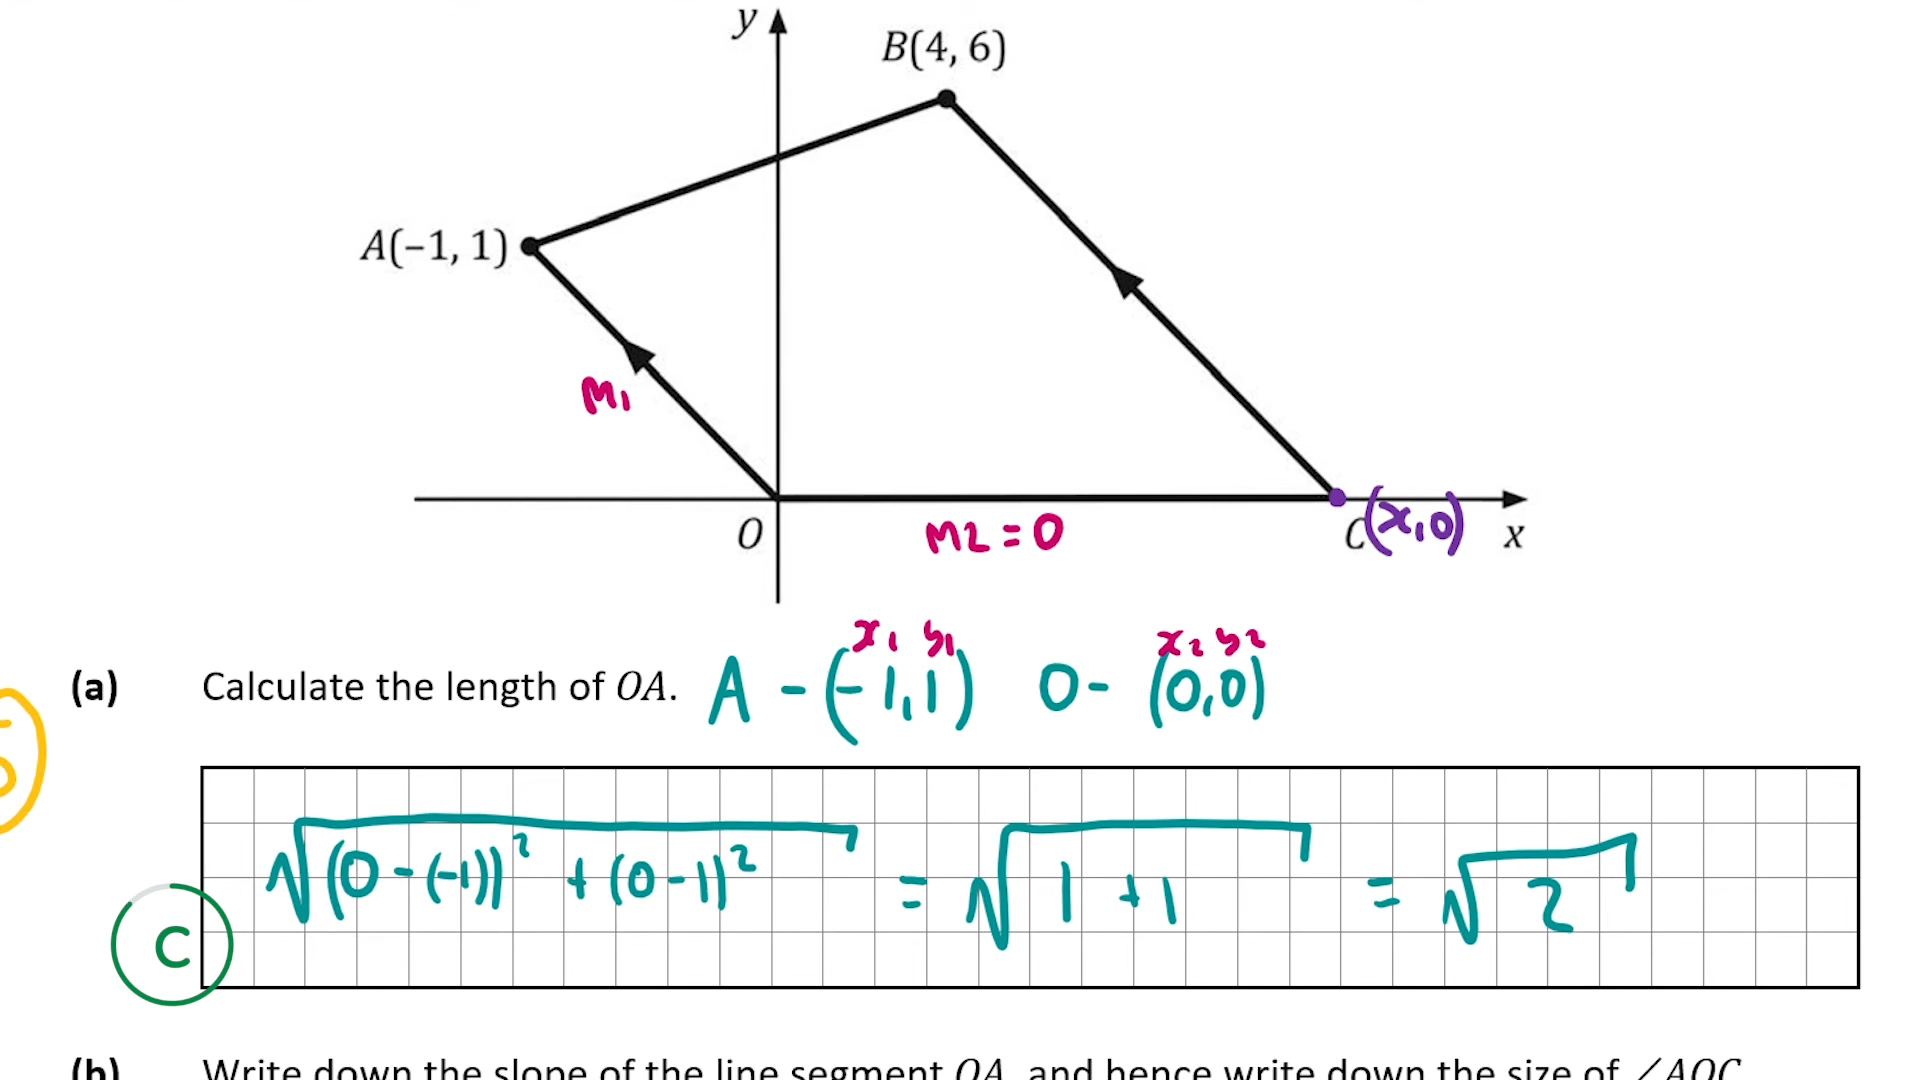 y
B(4, 6)
A(−1, 1)
M₁
O
M2 = 0
C(x,0)
x
x₁ y₁
x₂ y₂
(a) Calculate the length of OA. A - (-1,1) O- (0,0)
√((0-(-1))² + (0-1)²) = √(1+1) = √2
C
(b) Write down the slope of the line segment OA, and hence write down the size of ∠AOC